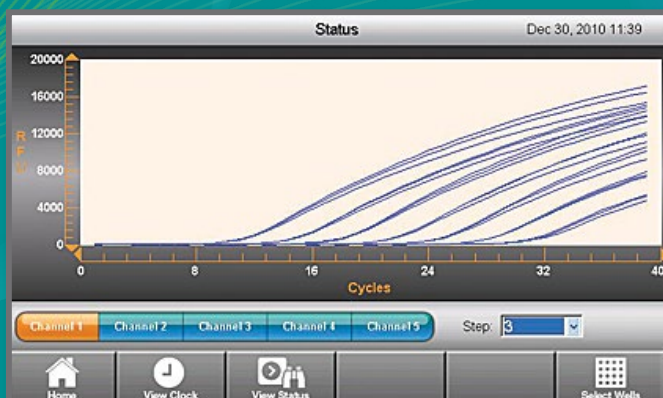 Status
Dec 30, 2010 11:39
20000
16000
12000
8000
4000
0
RFU
0
8
16
24
32
40
Cycles
Channel 1
Channel 2
Channel 3
Channel 4
Channel 5
Step:
3
Home
View Clock
View Status
Select Wells